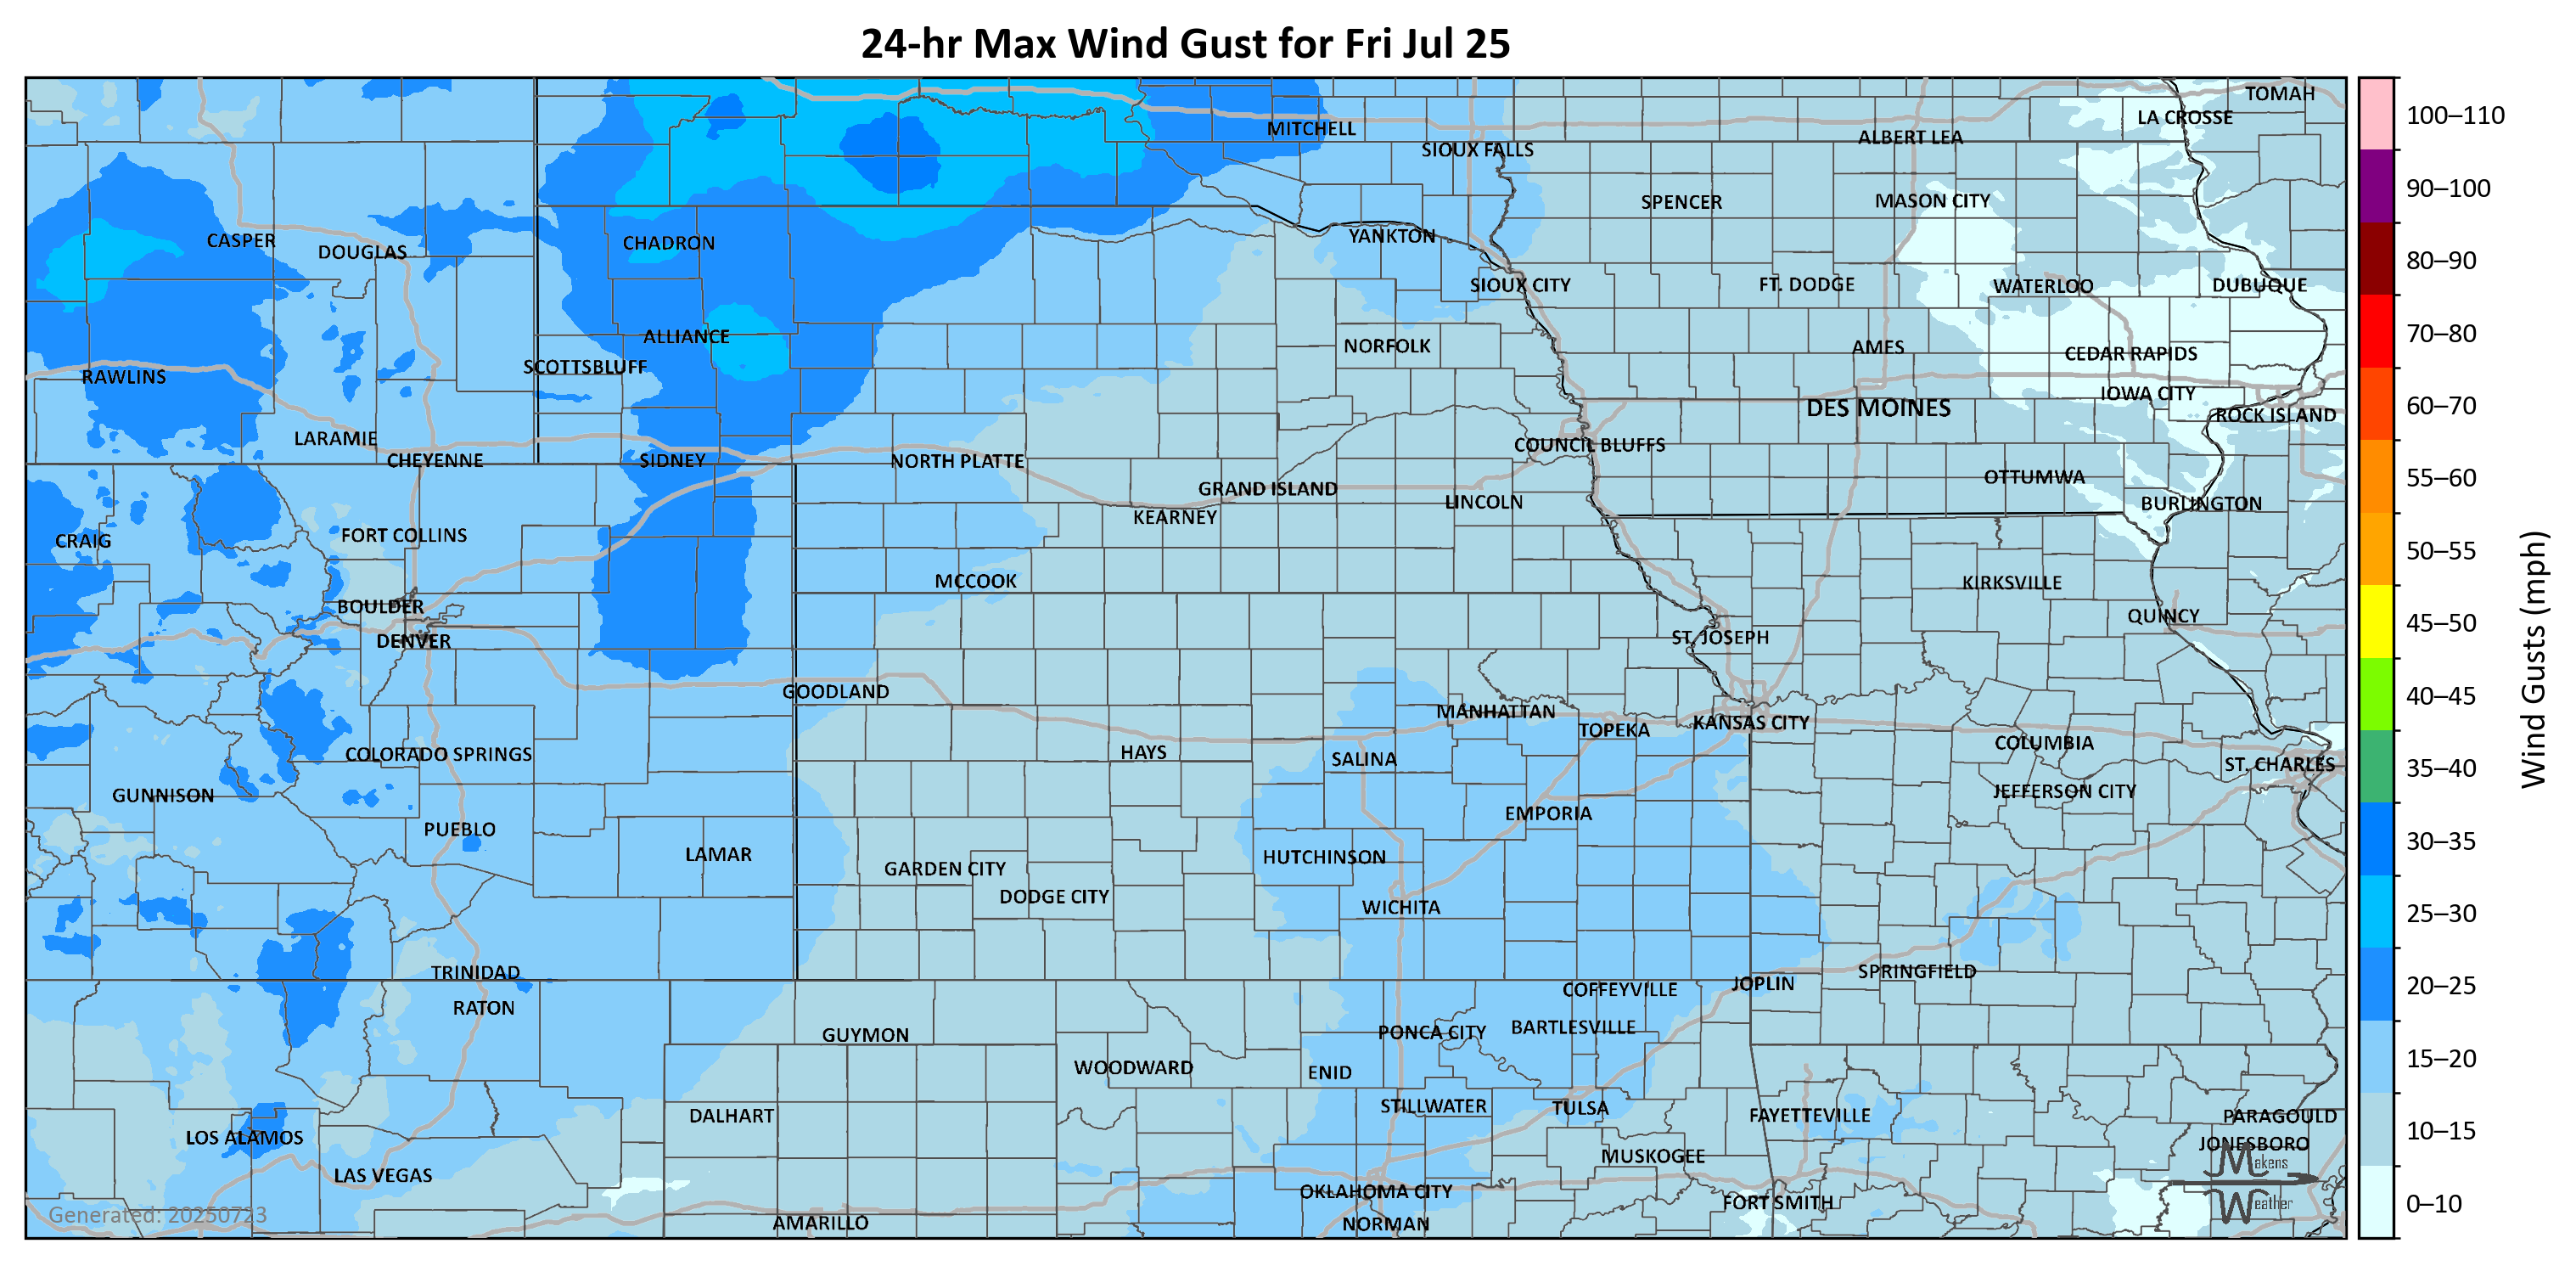 24-hr Max Wind Gust for Fri Jul 25
TOMAH
LA CROSSE
MITCHELL
ALBERT LEA
SIOUX FALLS
SPENCER
MASON CITY
CASPER
DOUGLAS
CHADRON
YANKTON
SIOUX CITY
FT. DODGE
WATERLOO
DUBUQUE
ALLIANCE
NORFOLK
AMES
CEDAR RAPIDS
SCOTTSBLUFF
RAWLINS
IOWA CITY
DES MOINES
ROCK ISLAND
LARAMIE
COUNCIL BLUFFS
CHEYENNE
SIDNEY
NORTH PLATTE
OTTUMWA
GRAND ISLAND
LINCOLN
BURLINGTON
KEARNEY
CRAIG
FORT COLLINS
MCCOOK
KIRKSVILLE
BOULDER
QUINCY
DENVER
ST. JOSEPH
GOODLAND
MANHATTAN
TOPEKA
KANSAS CITY
COLUMBIA
COLORADO SPRINGS
HAYS
SALINA
ST. CHARLES
GUNNISON
JEFFERSON CITY
EMPORIA
PUEBLO
LAMAR
HUTCHINSON
GARDEN CITY
DODGE CITY
WICHITA
TRINIDAD
SPRINGFIELD
JOPLIN
COFFEYVILLE
RATON
GUYMON
PONCA CITY
BARTLESVILLE
WOODWARD
ENID
STILLWATER
TULSA
DALHART
FAYETTEVILLE
PARAGOULD
LOS ALAMOS
JONESBORO
MUSKOGEE
LAS VEGAS
OKLAHOMA CITY
FORT SMITH
AMARILLO
NORMAN
Generated: 20250723
Makens
Weather
100–110
90–100
80–90
70–80
60–70
55–60
50–55
45–50
40–45
35–40
30–35
25–30
20–25
15–20
10–15
0–10
Wind Gusts (mph)